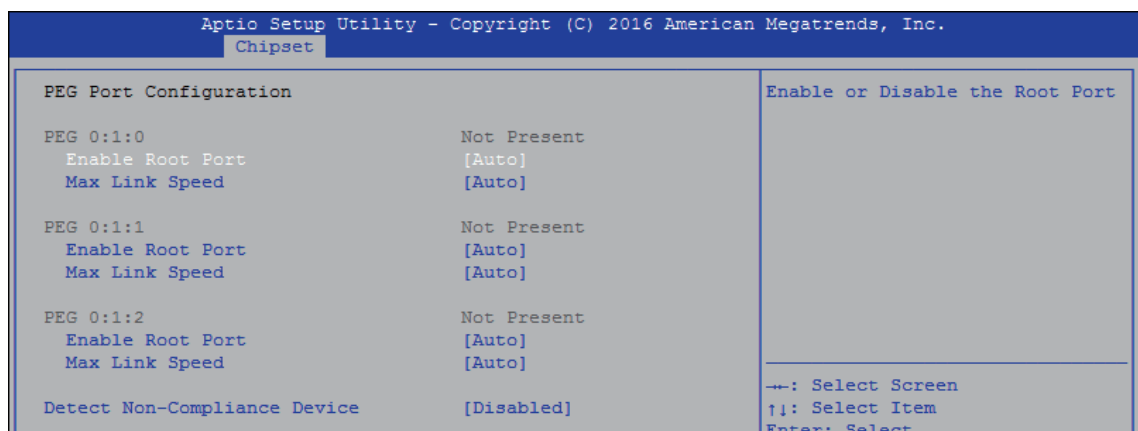 Aptio Setup Utility - Copyright (C) 2016 American Megatrends, Inc.
Chipset
PEG Port Configuration
PEG 0:1:0 Not Present
Enable Root Port [Auto]
Max Link Speed [Auto]
PEG 0:1:1 Not Present
Enable Root Port [Auto]
Max Link Speed [Auto]
PEG 0:1:2 Not Present
Enable Root Port [Auto]
Max Link Speed [Auto]
Detect Non-Compliance Device [Disabled]
Enable or Disable the Root Port
→←: Select Screen
↑↓: Select Item
Enter: Select